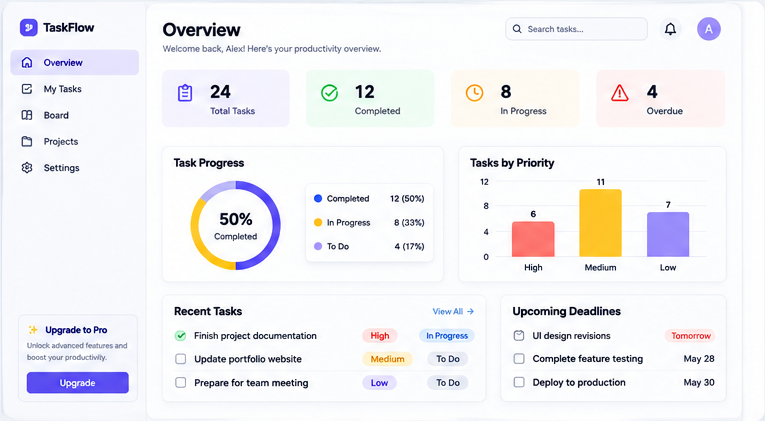 TaskFlow
Overview
My Tasks
Board
Projects
Settings
Upgrade to Pro
Unlock advanced features and
boost your productivity.
Upgrade
Overview
Welcome back, Alex! Here's your productivity overview.
Search tasks...
A
24
Total Tasks
12
Completed
8
In Progress
4
Overdue
Task Progress
50%
Completed
Completed 12 (50%)
In Progress 8 (33%)
To Do 4 (17%)
Tasks by Priority
12
8
4
0
6
11
7
High
Medium
Low
Recent Tasks
View All →
Finish project documentation High In Progress
Update portfolio website Medium To Do
Prepare for team meeting Low To Do
Upcoming Deadlines
UI design revisions Tomorrow
Complete feature testing May 28
Deploy to production May 30